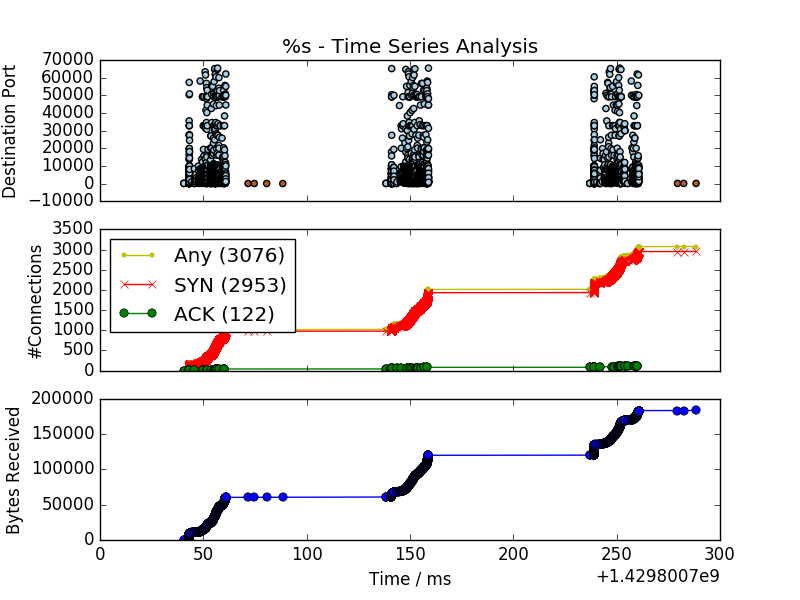 %s - Time Series Analysis
70000
60000
50000
40000
30000
20000
10000
0
−10000
Destination Port
3500
3000
2500
2000
1500
1000
500
0
#Connections
Any (3076)
SYN (2953)
ACK (122)
200000
150000
100000
50000
0
Bytes Received
0 50 100 150 200 250 300
Time / ms
+1.4298007e9